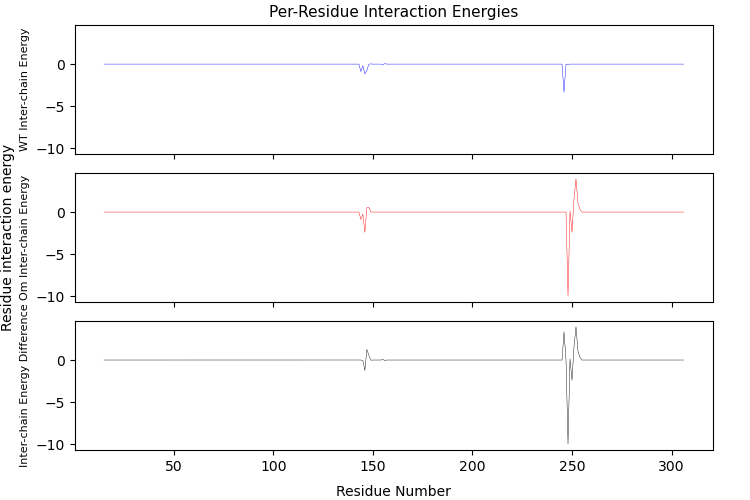 Per-Residue Interaction Energies
Residue interaction energy
WT Inter-chain Energy
0
−5
−10
Om Inter-chain Energy
0
−5
−10
Inter-chain Energy Difference
0
−5
−10
50
100
150
200
250
300
Residue Number